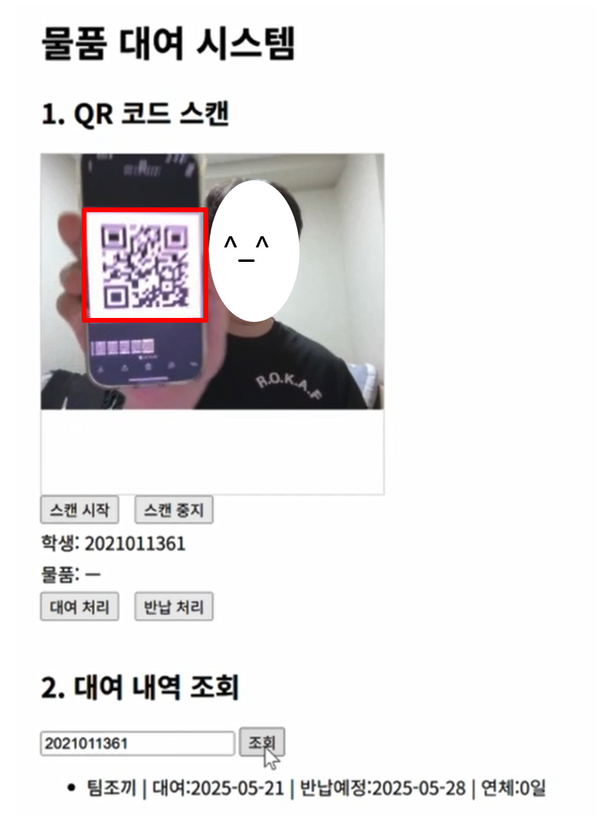 물품 대여 시스템
1. QR 코드 스캔
^_^
R.O.K.A.F
스캔 시작 스캔 중지
학생: 2021011361
물품: —
대여 처리 반납 처리
2. 대여 내역 조회
2021011361 조회
• 팀조끼 | 대여:2025-05-21 | 반납예정:2025-05-28 | 연체:0일